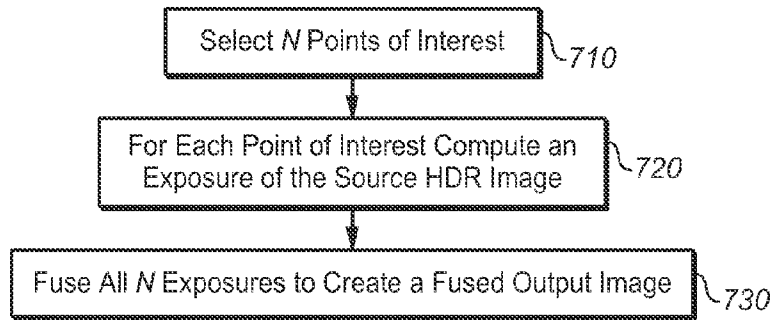 Select N Points of Interest
710
For Each Point of Interest Compute an
Exposure of the Source HDR Image
720
Fuse All N Exposures to Create a Fused Output Image
730